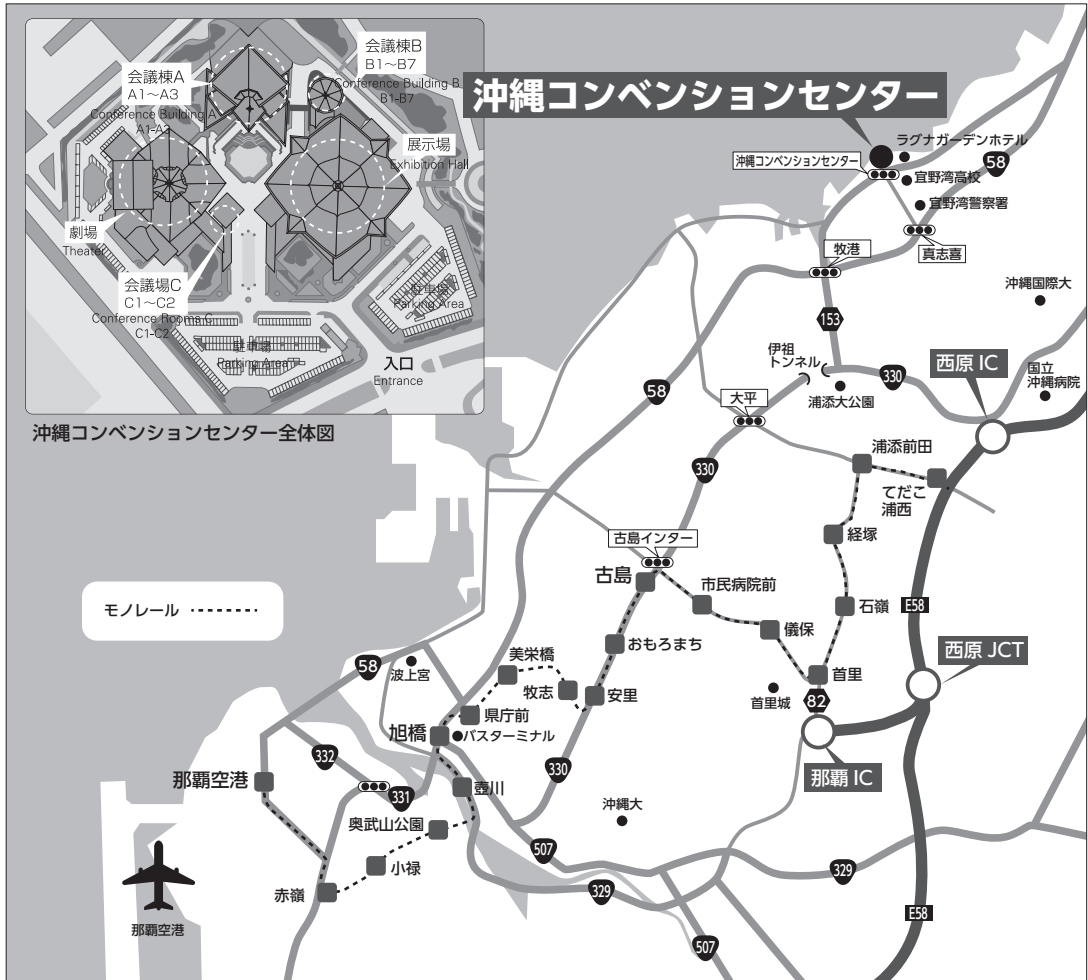 会議棟A
A1〜A3
Conference Building A
A1-A3
会議棟B
B1〜B7
Conference Building B
B1-B7
展示場
Exhibition Hall
劇場
Theater
会議場C
C1〜C2
Conference Rooms C
C1-C2
駐車場
Parking Area
駐車場
Parking Area
入口
Entrance
沖縄コンベンションセンター全体図
沖縄コンベンションセンター
ラグナガーデンホテル
沖縄コンベンションセンター
58
宜野湾高校
宜野湾警察署
牧港
真志喜
沖縄国際大
153
伊祖
トンネル
330
西原 IC
国立
沖縄病院
58
大平
浦添大公園
浦添前田
330
てだこ
浦西
経塚
古島インター
古島
市民病院前
石嶺
E58
モノレール
儀保
おもろまち
西原 JCT
美栄橋
58
波上宮
牧志
安里
首里
首里城
82
県庁前
旭橋
バスターミナル
332
那覇空港
330
那覇 IC
壺川
331
奥武山公園
沖縄大
小禄
507
329
赤嶺
329
E58
那覇空港
507